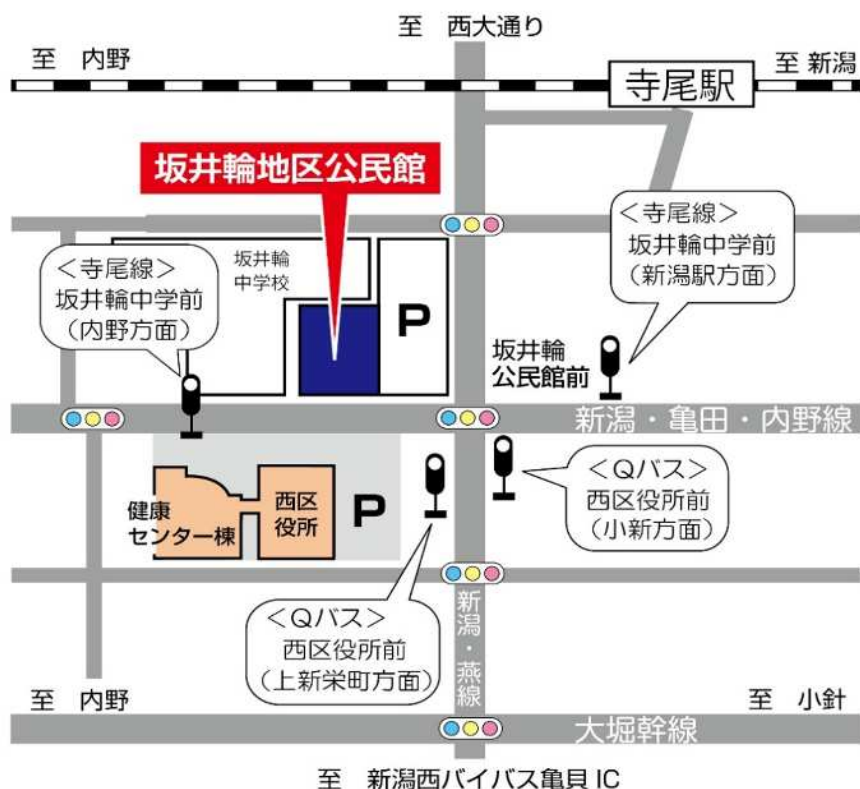 至 西大通り
至 内野
寺尾駅
至 新潟
坂井輪地区公民館
＜寺尾線＞
坂井輪中学前
（新潟駅方面）
坂井輪
中学校
＜寺尾線＞
坂井輪中学前
（内野方面）
P
坂井輪
公民館前
新潟・亀田・内野線
＜Qバス＞
西区役所前
（小新方面）
健康
センター棟
西区
役所
P
＜Qバス＞
西区役所前
（上新栄町方面）
新潟・燕線
至 内野
至 小針
大堀幹線
至 新潟西バイバス亀貝 IC